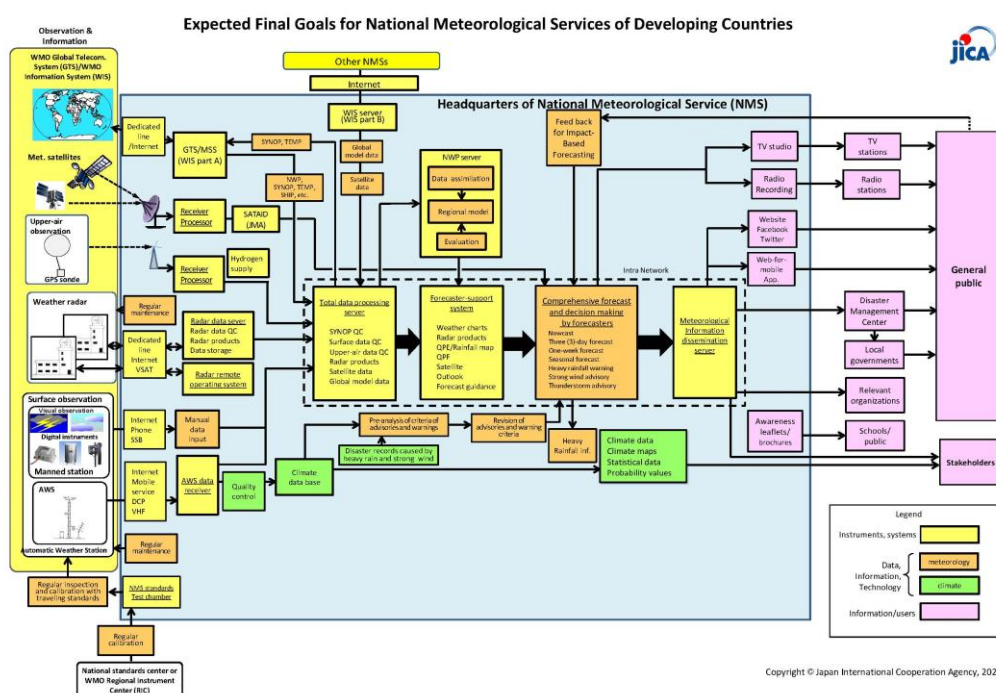 Expected Final Goals for National Meteorological Services of Developing Countries
jICA
Observation &
Information
WMO Global Telecom.
System (GTS)/WMO
Information System (WIS)
Met. satellites
Upper-air
observation
GPS sonde
Weather radar
Surface observation
Visual observation
Digital instruments
Manned station
AWS
Automatic Weather Station
Other NMSs
Internet
Headquarters of National Meteorological Service (NMS)
WIS server
(WIS part B)
Dedicated
line
/Internet
GTS/MSS
(WIS part A)
SYNOP, TEMP
NWP,
SYNOP, TEMP,
SHIP, etc.
Global
model data
Satellite
data
NWP server
Data assimilation
Regional model
Evaluation
Feed back
for Impact-
Based
Forecasting
TV studio
TV
stations
Radio
Recording
Radio
stations
Website
Facebook
Twitter
Web-for-
mobile
App.
General
public
Receiver
Processor
SATAID
(JMA)
Receiver
Processor
Hydrogen
supply
Intra Network
Regular
maintenance
Dedicated
line
Internet
VSAT
Radar data sever
Radar data QC
Radar products
Data storage
Radar remote
operating system
Total data processing
server
SYNOP QC
Surface data QC
Upper-air data QC
Radar products
Satellite data
Global model data
Forecaster-support
system
Weather charts
Radar products
QPE/Rainfall map
QPF
Satellite
Outlook
Forecast guidance
Comprehensive forecast
and decision making
by forecasters
Nowcast
Three (3)-day forecast
One-week forecast
Seasonal forecast
Heavy rainfall warning
Strong wind advisory
Thunderstorm advisory
Meteorological
Information
dissemination
server
Disaster
Management
Center
Local
governments
Relevant
organizations
Awareness
leaflets/
brochures
Schools/
public
Stakeholders
Internet
Phone
SSB
Manual
data
input
Internet
Mobile
service
DCP
VHF
AWS data
receiver
Quality
control
Climate
data base
Pre-analysis of criteria of
advisories and warnings
Disaster records caused by
heavy rain and strong wind
Revision of
advisories and warning
criteria
Heavy
Rainfall inf.
Climate data
Climate maps
Statistical data
Probability values
Regular
maintenance
Regular inspection
and calibration with
traveling standards
NMS standards
Test chamber
Regular
calibration
National standards center or
WMO Regional Instrument
Center (RIC)
Legend
Instruments, systems
Data,
Information,
Technology
meteorology
climate
Information/users
Copyright © Japan International Cooperation Agency, 202